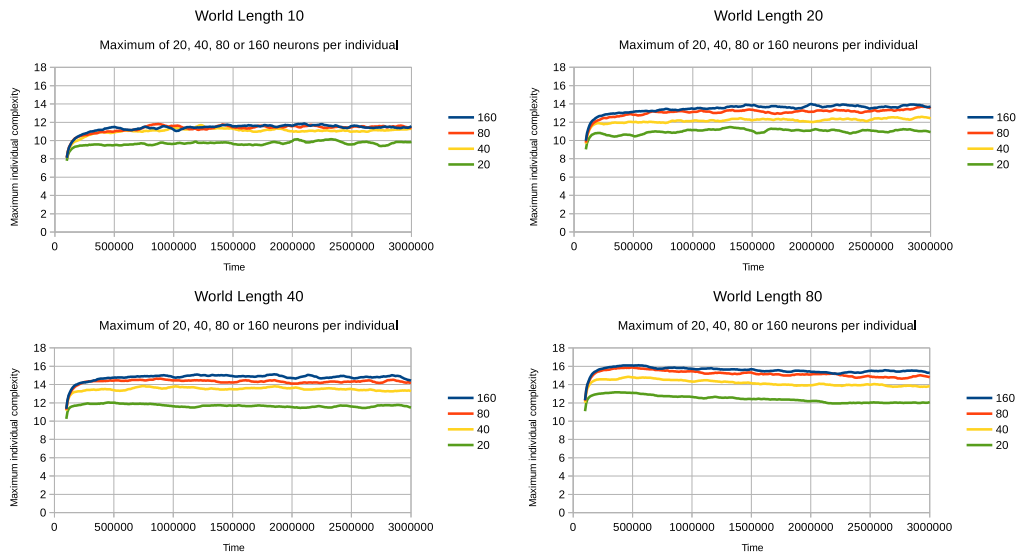 World Length 10
Maximum of 20, 40, 80 or 160 neurons per individual
Maximum individual complexity
18
16
14
12
10
8
6
4
2
0
0 500000 1000000 1500000 2000000 2500000 3000000
Time
160
80
40
20
World Length 20
Maximum of 20, 40, 80 or 160 neurons per individual
Maximum individual complexity
18
16
14
12
10
8
6
4
2
0
0 500000 1000000 1500000 2000000 2500000 3000000
Time
160
80
40
20
World Length 40
Maximum of 20, 40, 80 or 160 neurons per individual
Maximum individual complexity
18
16
14
12
10
8
6
4
2
0
0 500000 1000000 1500000 2000000 2500000 3000000
Time
160
80
40
20
World Length 80
Maximum of 20, 40, 80 or 160 neurons per individual
Maximum individual complexity
18
16
14
12
10
8
6
4
2
0
0 500000 1000000 1500000 2000000 2500000 3000000
Time
160
80
40
20